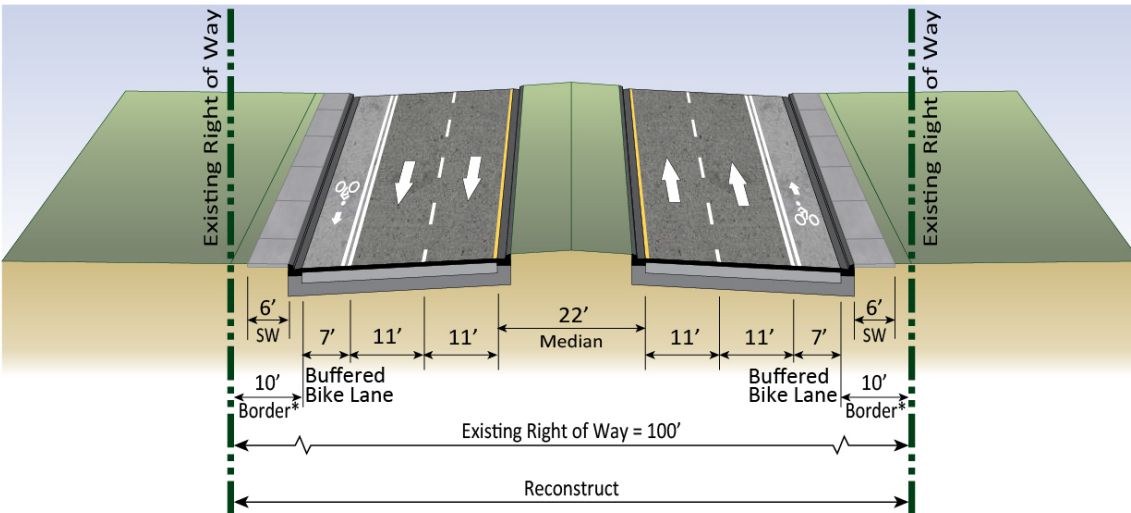 Existing Right of Way
Existing Right of Way
6’
SW
6’
SW
22’
Median
7’
11’
11’
11’
11’
7’
Buffered
Bike Lane
Buffered
Bike Lane
10’
Border*
10’
Border*
Existing Right of Way = 100’
Reconstruct